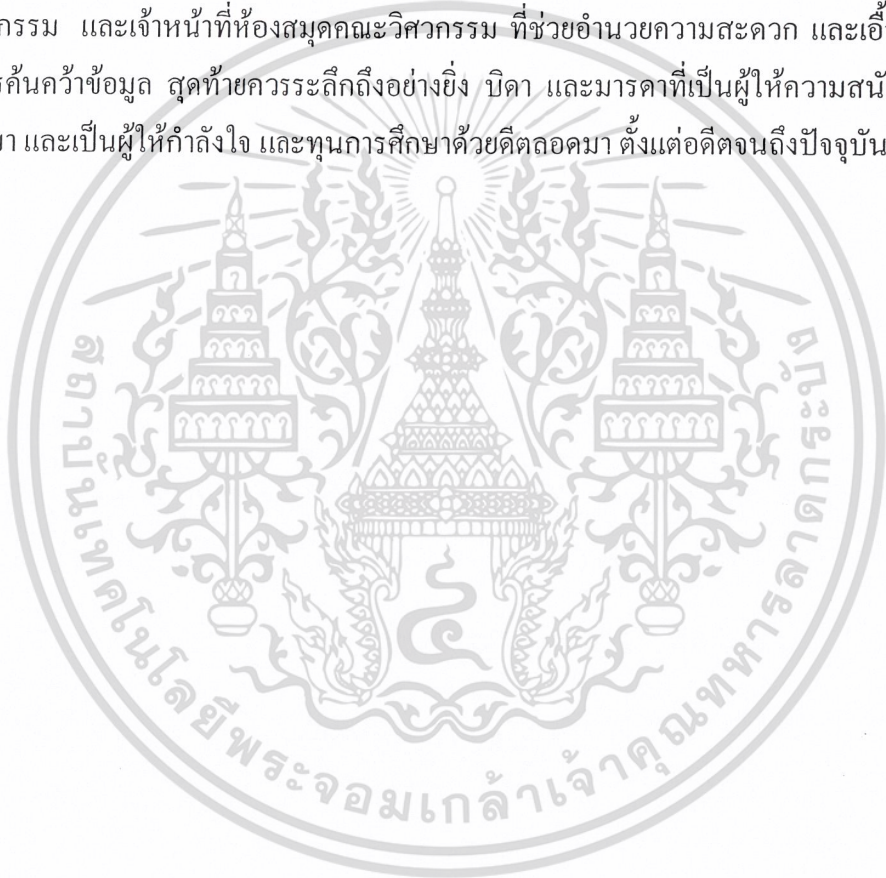 กรรม และเจ้าหน้าที่ห้องสมุดคณะวิศวกรรม ที่ช่วยอำนวยความสะดวก และเอื้
ค้นคว้าข้อมูล สุดท้ายควรระลึกถึงอย่างยิ่ง บิดา และมารดาที่เป็นผู้ให้ความสนั
มา และเป็นผู้ให้กำลังใจ และทุนการศึกษาด้วยดีตลอดมา ตั้งแต่อดีตจนถึงปัจจุบัน
สถาบันเทคโนโลยีพระจอมเกล้าเจ้าคุณทหารลาดกระบัง
๔